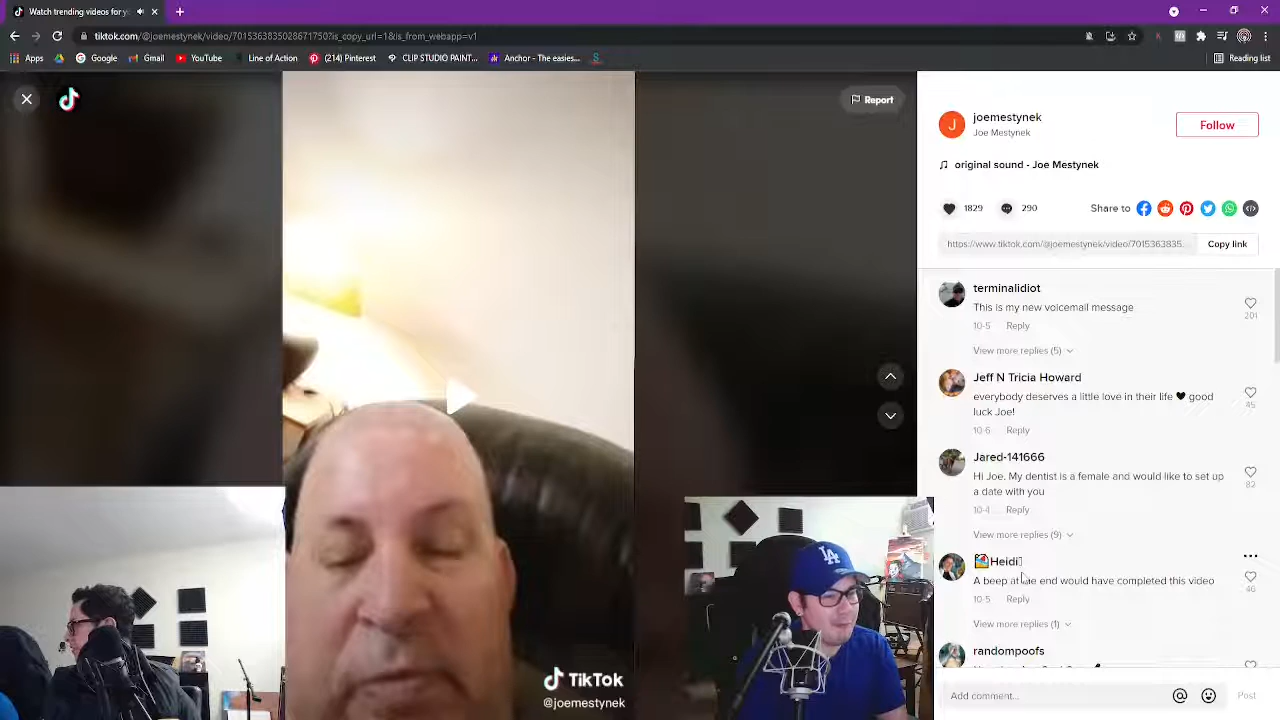 Watch trending videos for y
tiktok.com/@joemestynek/video/7015363835028671750?is_copy_url=1&is_from_webapp=v1
Apps
Google
Gmail
YouTube
Line of Action
(214) Pinterest
CLIP STUDIO PAINT...
Anchor - The easies...
Reading list
Report
joemestynek
Joe Mestynek
Follow
original sound - Joe Mestynek
1829
290
Share to
https://www.tiktok.com/@joemestynek/video/7015363835...
Copy link
terminalidiot
This is my new voicemail message
201
10-5 Reply
View more replies (5)
Jeff N Tricia Howard
everybody deserves a little love in their life 🖤 good
luck Joe!
45
10-6 Reply
Jared-141666
Hi Joe. My dentist is a female and would like to set up
a date with you
82
10-4 Reply
View more replies (9)
Heidi
A beep at the end would have completed this video
46
10-5 Reply
View more replies (1)
randompoofs
LA
TikTok
@joemestynek
Add comment...
Post